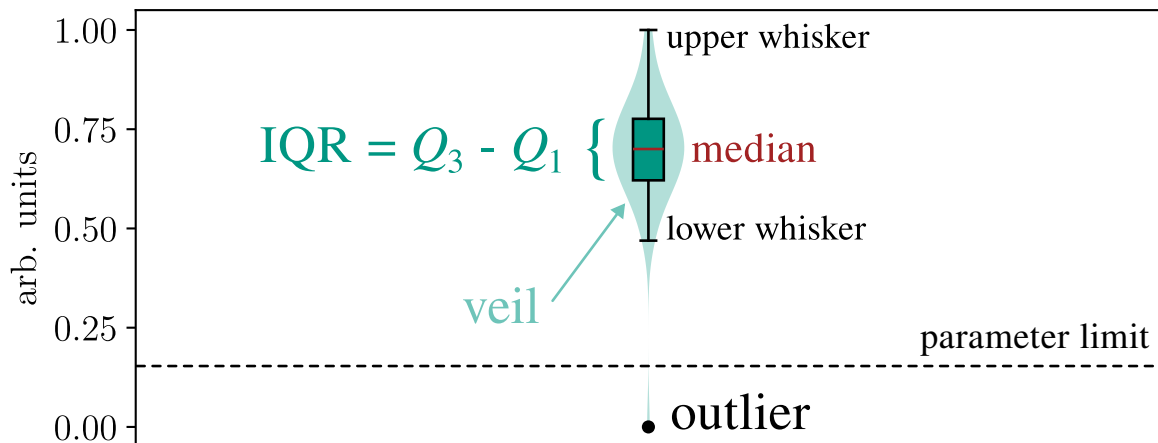 1.00
upper whisker
0.75
IQR = Q3 - Q1 {
median
arb. units
0.50
lower whisker
veil
0.25
parameter limit
0.00
outlier